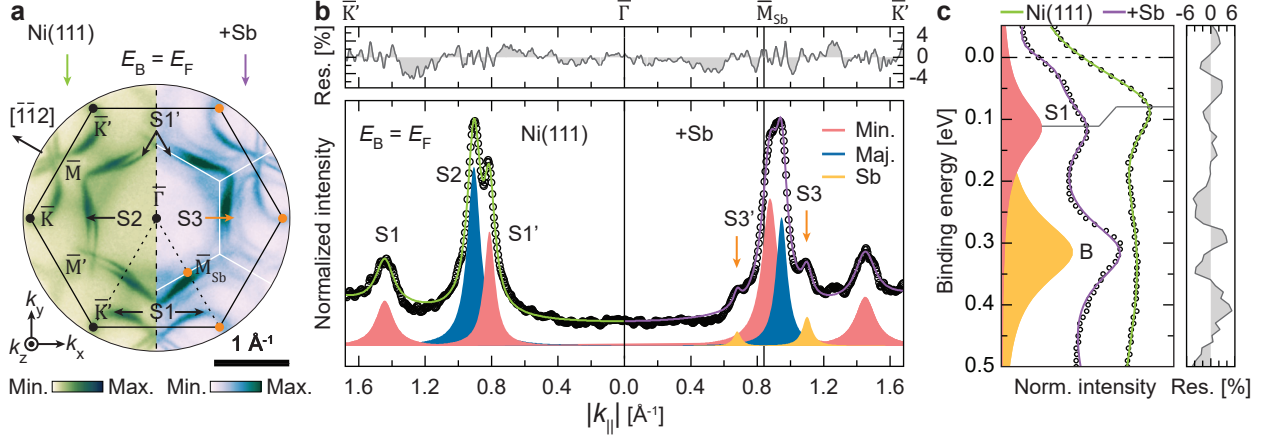 a
Ni(111)
+Sb
E_B = E_F
[1̅1̅2]
S1'
K̅'
M̅
Γ̅
K̅
S2
S3
M̅'
M̅_Sb
K̅'
S1
k_y
k_z
k_x
1 Å⁻¹
Min.
Max.
Min.
Max.
b
K̅'
Γ̅
M̅_Sb
K̅'
Res. [%]
4
0
-4
Normalized intensity
E_B = E_F
Ni(111)
+Sb
Min.
Maj.
Sb
S2
S1
S1'
S3'
S3
1.6
1.2
0.8
0.4
0.0
0.4
0.8
1.2
1.6
|k_||| [Å⁻¹]
c
Ni(111)
+Sb
-6
0
6
Binding energy [eV]
0.0
0.1
0.2
0.3
0.4
0.5
S1
B
Norm. intensity
Res. [%]